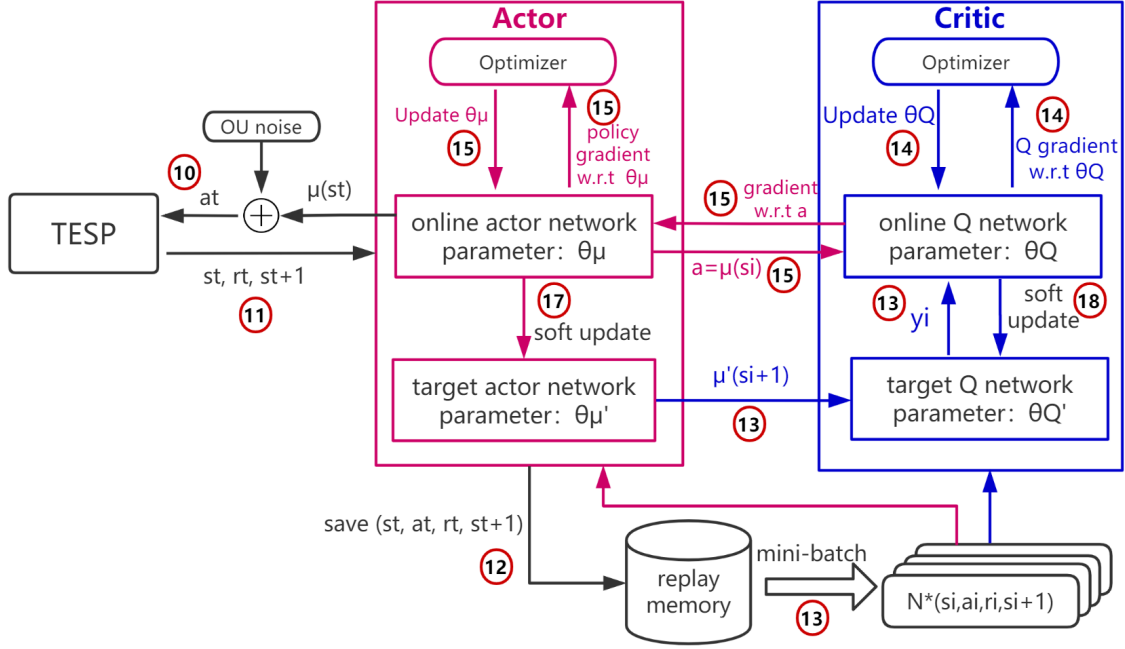 Actor
Critic
Optimizer
Optimizer
Update θμ
15
15
policy
gradient
w.r.t θμ
Update θQ
14
14
Q gradient
w.r.t θQ
OU noise
10
at
μ(st)
TESP
st, rt, st+1
11
online actor network
parameter: θμ
15
gradient
w.r.t a
a=μ(si)
15
online Q network
parameter: θQ
17
soft update
13
yi
soft
update
18
target actor network
parameter: θμ'
μ'(si+1)
13
target Q network
parameter: θQ'
save (st, at, rt, st+1)
12
replay
memory
mini-batch
13
N*(si,ai,ri,si+1)